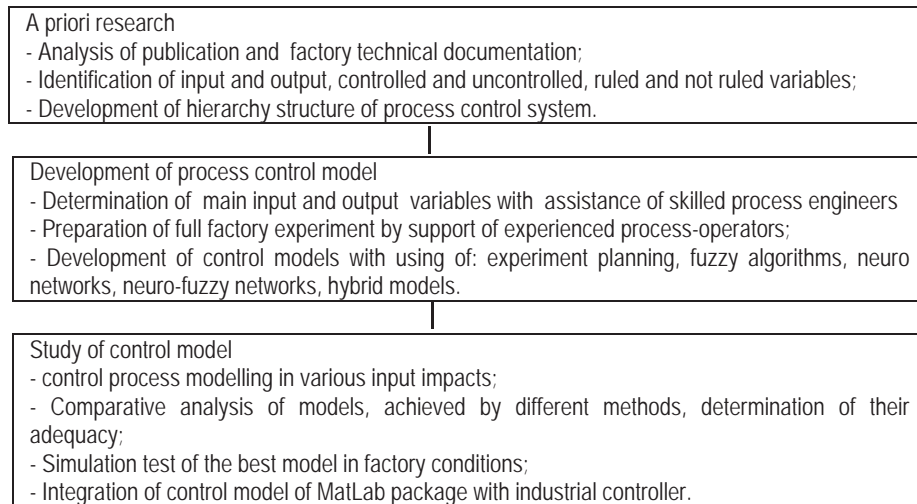 A priori research
- Analysis of publication and factory technical documentation;
- Identification of input and output, controlled and uncontrolled, ruled and not ruled variables;
- Development of hierarchy structure of process control system.
Development of process control model
- Determination of main input and output variables with assistance of skilled process engineers
- Preparation of full factory experiment by support of experienced process-operators;
- Development of control models with using of: experiment planning, fuzzy algorithms, neuro
networks, neuro-fuzzy networks, hybrid models.
Study of control model
- control process modelling in various input impacts;
- Comparative analysis of models, achieved by different methods, determination of their
adequacy;
- Simulation test of the best model in factory conditions;
- Integration of control model of MatLab package with industrial controller.